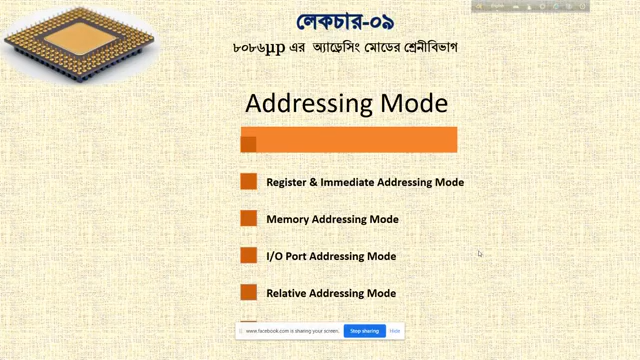 লেকচার-০৯
৮০৮৬µp এর অ্যাড্রেসিং মোডের শ্রেনীবিভাগ
Addressing Mode
Register & Immediate Addressing Mode
Memory Addressing Mode
I/O Port Addressing Mode
Relative Addressing Mode
www.facebook.com is sharing your screen. Stop sharing Hide